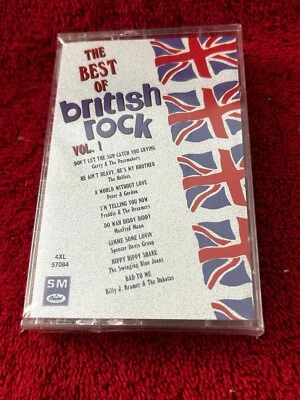 THE
BEST
OF
british
rock
VOL. 1
DON'T LET THE SUN CATCH YOU CRYING
Gerry & The Pacemakers
HE AIN'T HEAVY, HE'S MY BROTHER
The Hollies
A WORLD WITHOUT LOVE
Peter & Gordon
I'M TELLING YOU NOW
Freddie & The Dreamers
DO WAH DIDDY DIDDY
Manfred Mann
GIMME SOME LOVIN'
Spencer Davis Group
HIPPY HIPPY SHAKE
The Swinging Blue Jeans
BAD TO ME
Billy J. Kramer & The Dakotas
4XL
57084
SM
Capitol